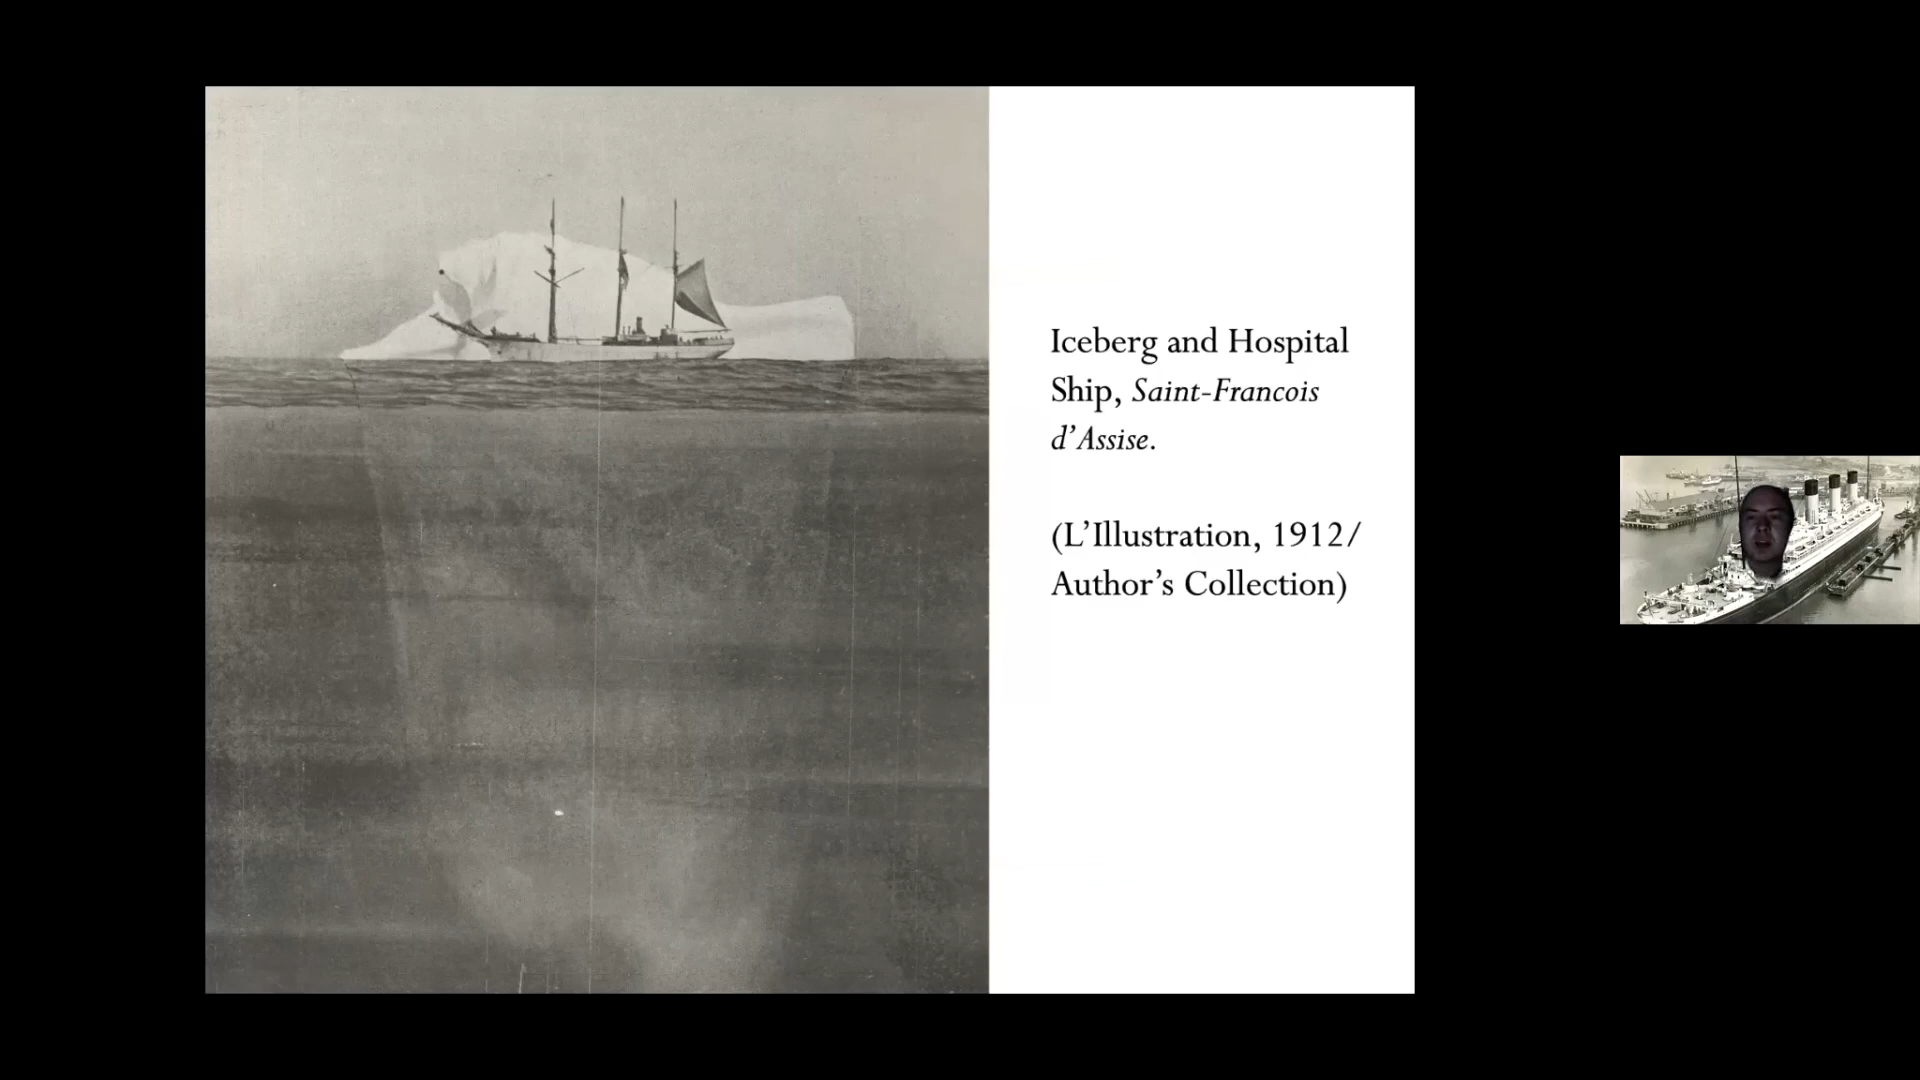 Iceberg and Hospital
Ship, Saint-Francois
d’Assise.
(L’Illustration, 1912/
Author’s Collection)